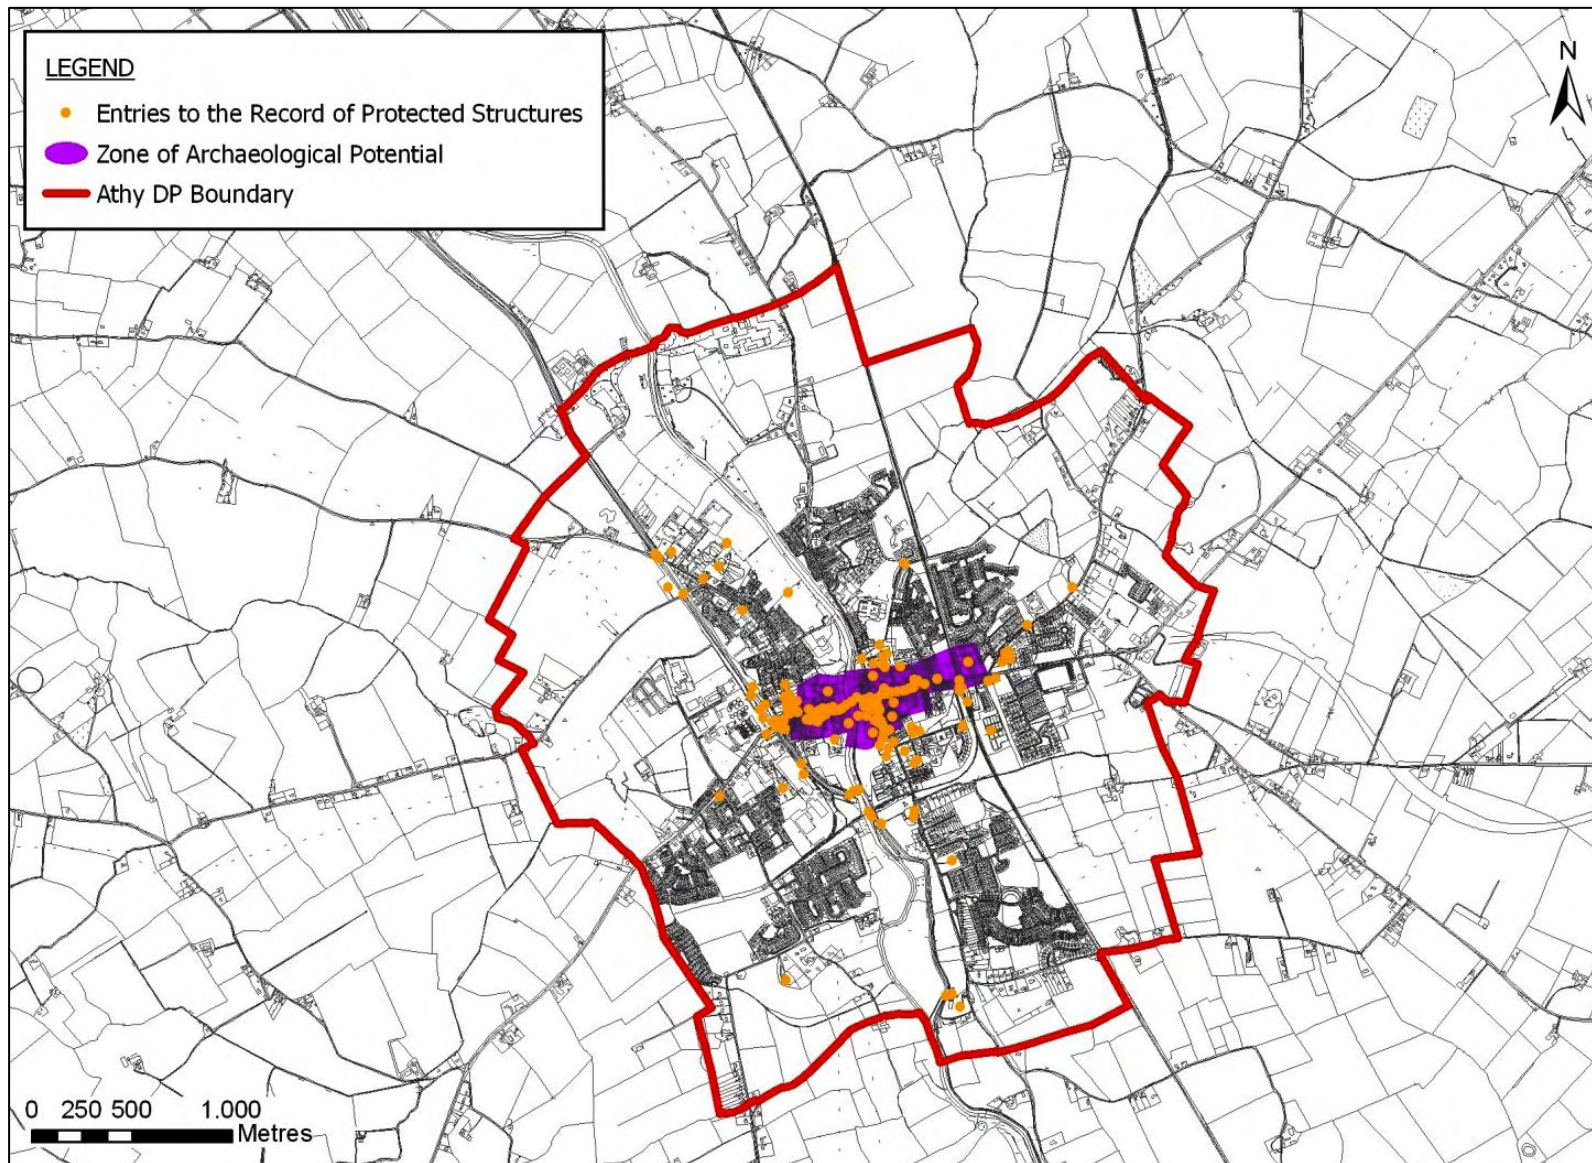 LEGEND
Entries to the Record of Protected Structures
Zone of Archaeological Potential
Athy DP Boundary
N
0 250 500 1.000
Metres